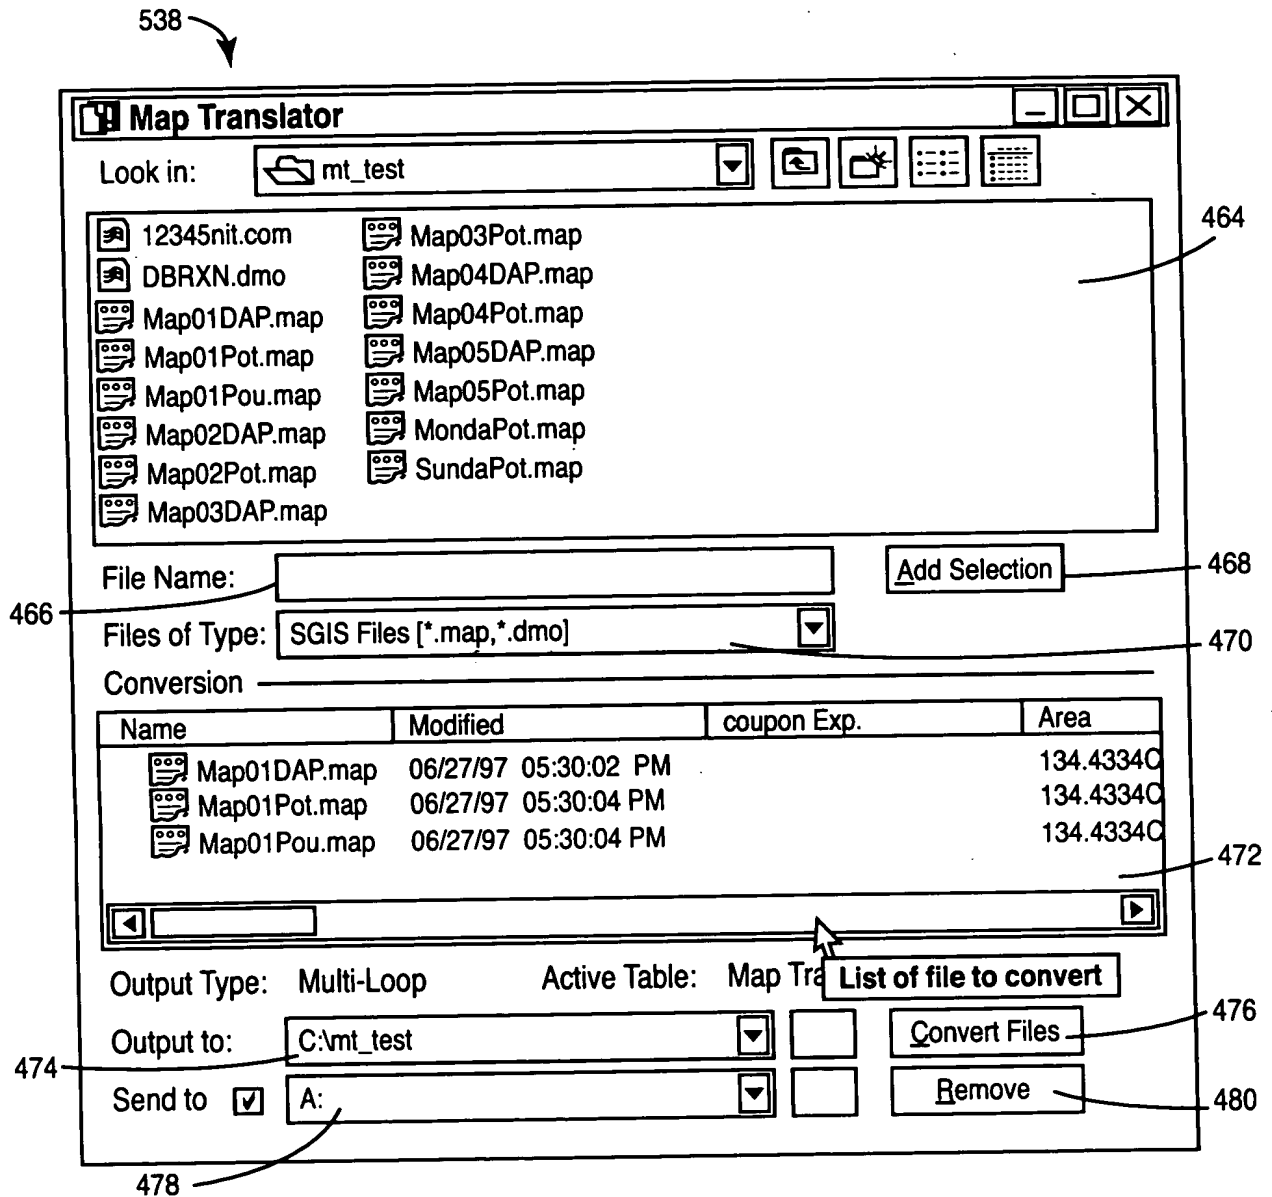 538
Map Translator
Look in: mt_test
464
12345nit.com
DBRXN.dmo
Map01DAP.map
Map01Pot.map
Map01Pou.map
Map02DAP.map
Map02Pot.map
Map03DAP.map
Map03Pot.map
Map04DAP.map
Map04Pot.map
Map05DAP.map
Map05Pot.map
MondaPot.map
SundaPot.map
File Name: Add Selection 468
466
Files of Type: SGIS Files [*.map,*.dmo] 470
Conversion
Name Modified coupon Exp. Area
Map01DAP.map 06/27/97 05:30:02 PM 134.4334C
Map01Pot.map 06/27/97 05:30:04 PM 134.4334C
Map01Pou.map 06/27/97 05:30:04 PM 134.4334C
472
Output Type: Multi-Loop Active Table: Map Tra
List of file to convert
Output to: C:\mt_test Convert Files 476
474
Send to A: Remove 480
478